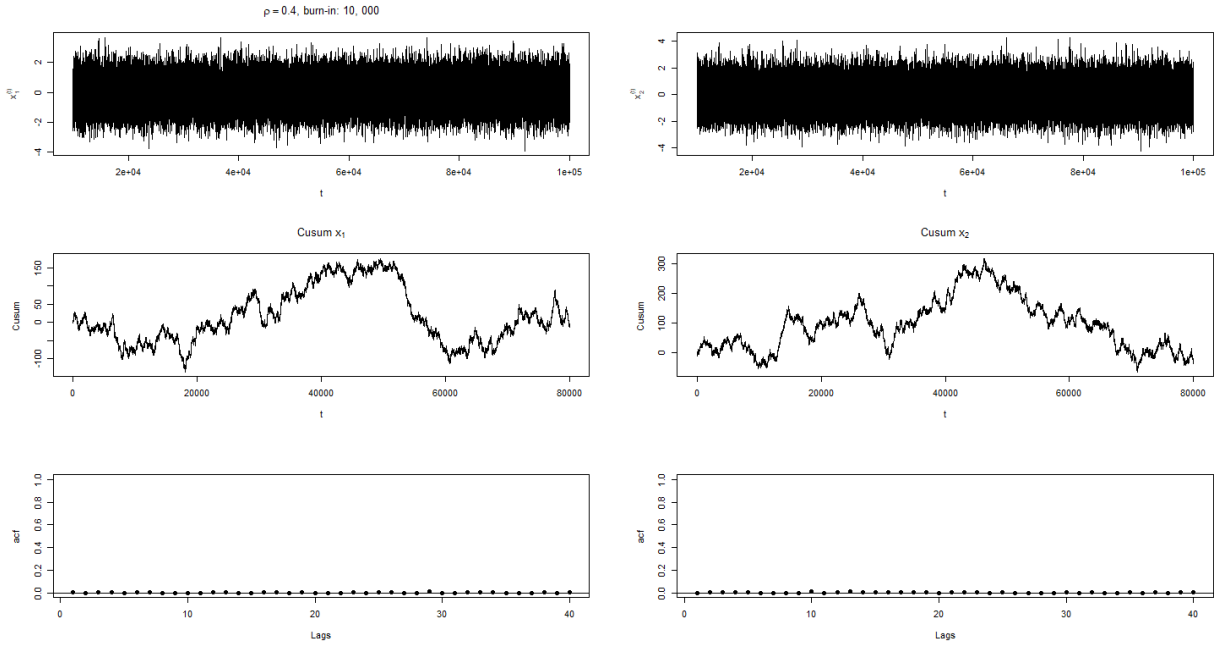 ρ = 0.4, burn-in: 10, 000
x₁⁽ᵗ⁾
-4 -2 0 2
2e+04 4e+04 6e+04 8e+04 1e+05
t
x₂⁽ᵗ⁾
-4 -2 0 2 4
2e+04 4e+04 6e+04 8e+04 1e+05
t
Cusum x₁
Cusum
-100 0 50 150
0 20000 40000 60000 80000
t
Cusum x₂
Cusum
0 100 200 300
0 20000 40000 60000 80000
t
acf
0.0 0.2 0.4 0.6 0.8 1.0
0 10 20 30 40
Lags
acf
0.0 0.2 0.4 0.6 0.8 1.0
0 10 20 30 40
Lags